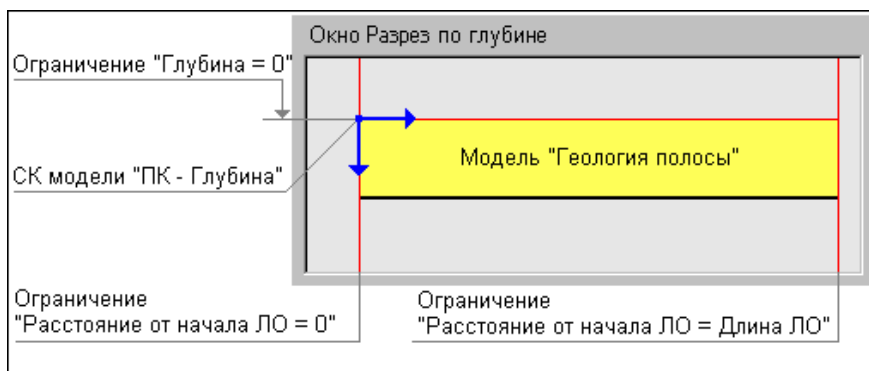 Окно Разрез по глубине
Ограничение "Глубина = 0"
Модель "Геология полосы"
СК модели "ПК - Глубина"
Ограничение
"Расстояние от начала ЛО = 0"
Ограничение
"Расстояние от начала ЛО = Длина ЛО"